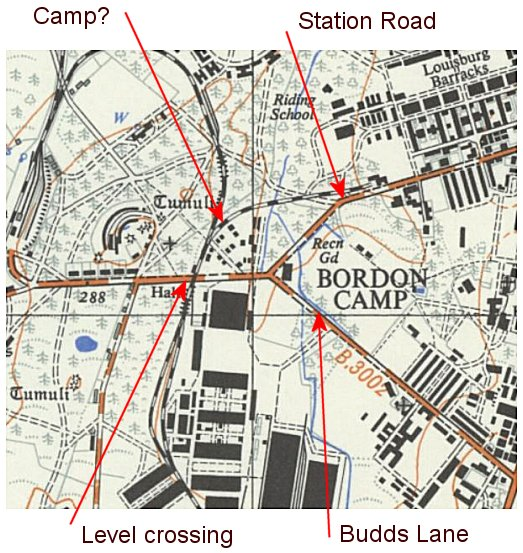 Camp?
Station Road
Louisburg
Barracks
W
Riding
School
Tumuli
Recn
Gd
BORDON
CAMP
288
Halt
B.3002
Tumuli
Level crossing
Budds Lane